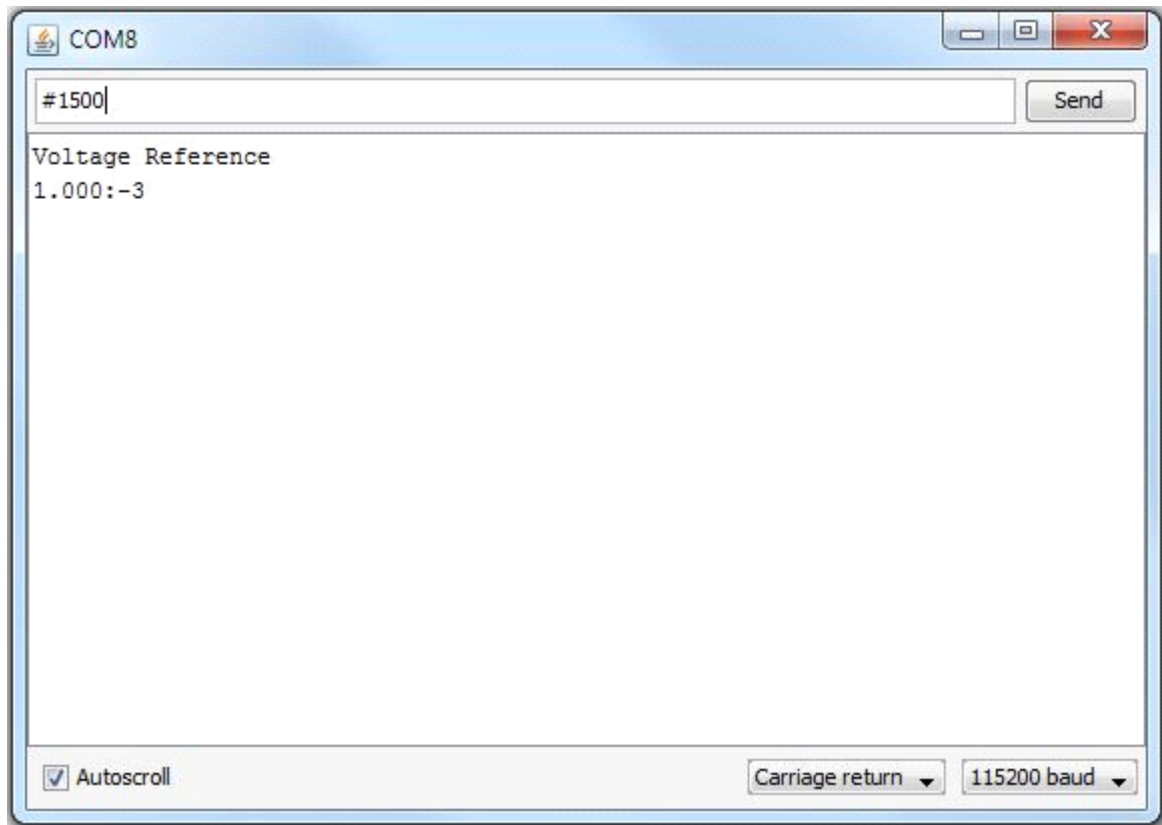 COM8
#1500
Send
Voltage Reference
1.000:-3
Autoscroll
Carriage return
115200 baud